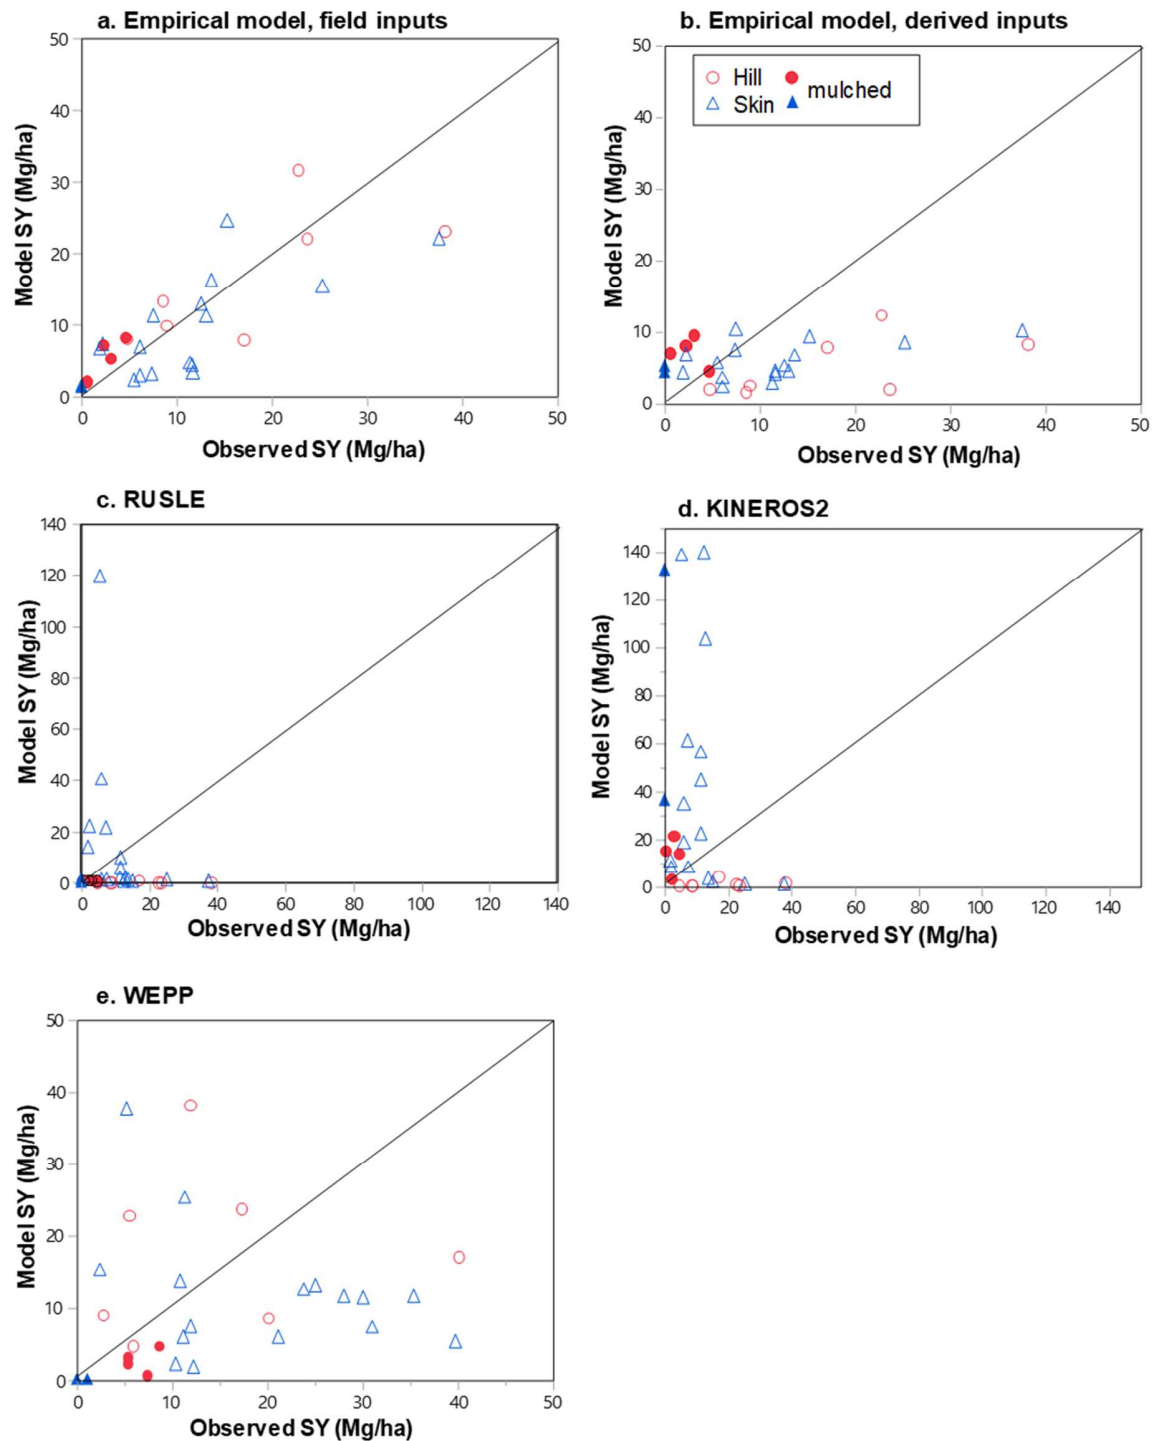 a. Empirical model, field inputs
50
40
30
20
10
0
Model SY (Mg/ha)
0 10 20 30 40 50
Observed SY (Mg/ha)
b. Empirical model, derived inputs
Hill
Skin
mulched
50
40
30
20
10
0
Model SY (Mg/ha)
0 10 20 30 40 50
Observed SY (Mg/ha)
c. RUSLE
140
120
100
80
60
40
20
0
Model SY (Mg/ha)
0 20 40 60 80 100 120 140
Observed SY (Mg/ha)
d. KINEROS2
140
120
100
80
60
40
20
0
Model SY (Mg/ha)
0 20 40 60 80 100 120 140
Observed SY (Mg/ha)
e. WEPP
50
40
30
20
10
0
Model SY (Mg/ha)
0 10 20 30 40 50
Observed SY (Mg/ha)